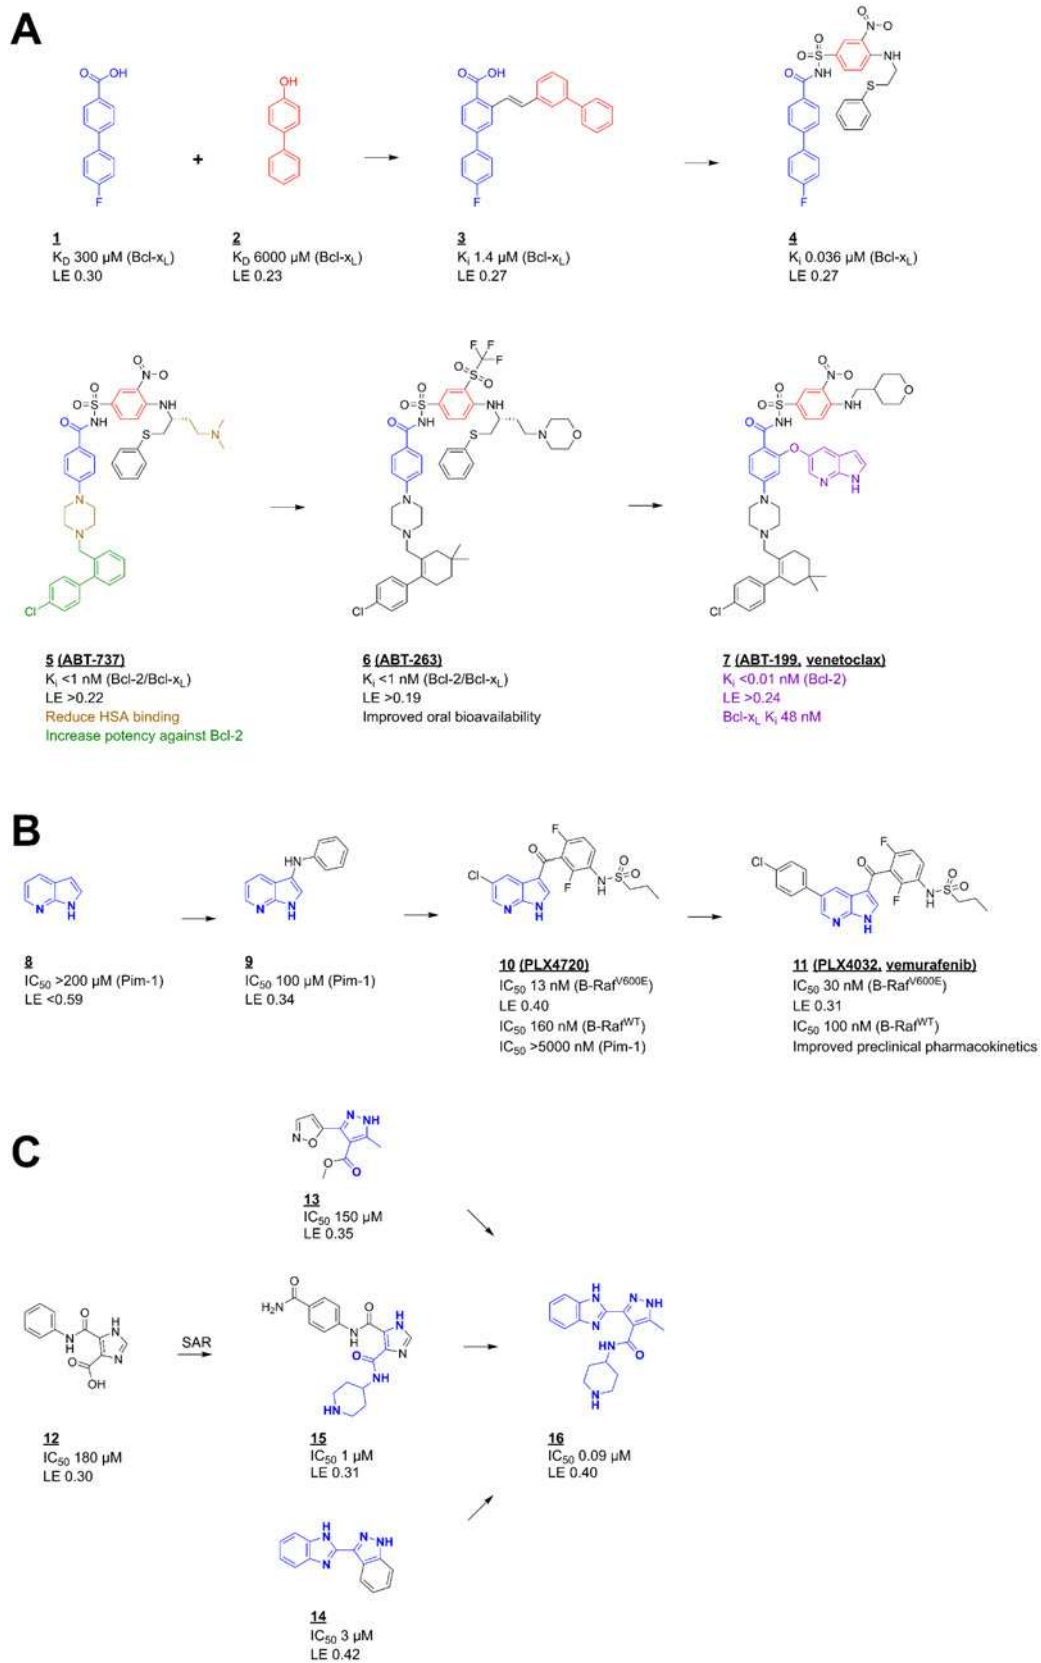 A
1
K_D 300 µM (Bcl-x_L)
LE 0.30
+
2
K_D 6000 µM (Bcl-x_L)
LE 0.23
3
K_i 1.4 µM (Bcl-x_L)
LE 0.27
4
K_i 0.036 µM (Bcl-x_L)
LE 0.27
5 (ABT-737)
K_i <1 nM (Bcl-2/Bcl-x_L)
LE >0.22
Reduce HSA binding
Increase potency against Bcl-2
6 (ABT-263)
K_i <1 nM (Bcl-2/Bcl-x_L)
LE >0.19
Improved oral bioavailability
7 (ABT-199, venetoclax)
K_i <0.01 nM (Bcl-2)
LE >0.24
Bcl-x_L K_i 48 nM
B
8
IC50 >200 µM (Pim-1)
LE <0.59
9
IC50 100 µM (Pim-1)
LE 0.34
10 (PLX4720)
IC50 13 nM (B-Raf^V600E)
LE 0.40
IC50 160 nM (B-Raf^WT)
IC50 >5000 nM (Pim-1)
11 (PLX4032, vemurafenib)
IC50 30 nM (B-Raf^V600E)
LE 0.31
IC50 100 nM (B-Raf^WT)
Improved preclinical pharmacokinetics
C
13
IC50 150 µM
LE 0.35
12
IC50 180 µM
LE 0.30
SAR
15
IC50 1 µM
LE 0.31
16
IC50 0.09 µM
LE 0.40
14
IC50 3 µM
LE 0.42